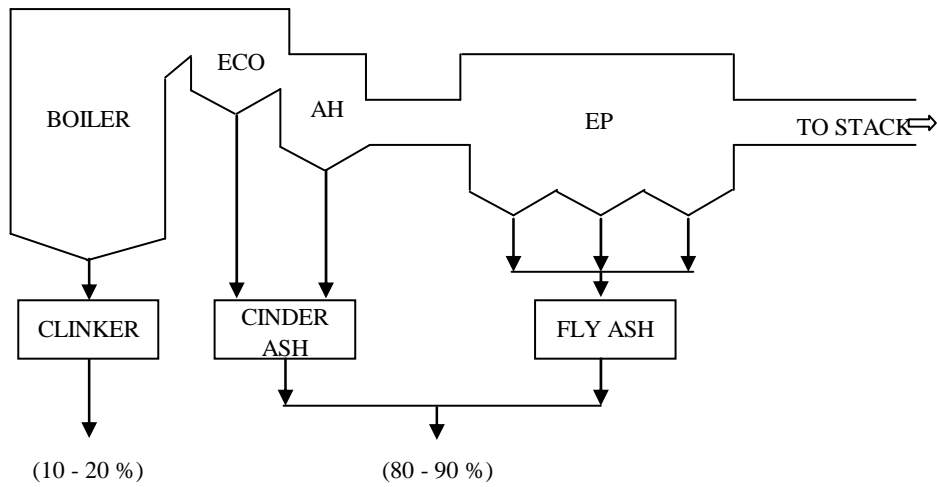 ECO
BOILER
AH
EP
TO STACK
CLINKER
CINDER
ASH
FLY ASH
(10 - 20 %)
(80 - 90 %)